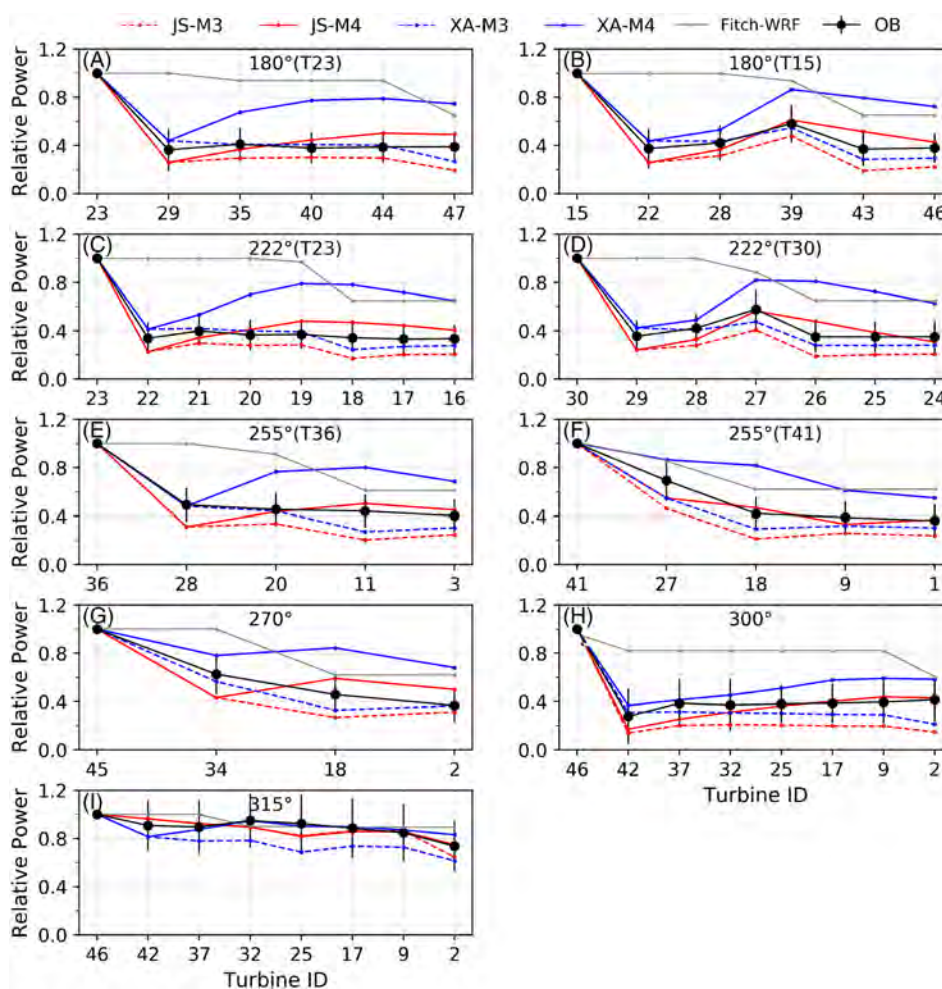 JS-M3 JS-M4 XA-M3 XA-M4 Fitch-WRF OB
(A) 180°(T23)
Relative Power
1.2
0.8
0.4
0.0
23 29 35 40 44 47
(B) 180°(T15)
1.2
0.8
0.4
0.0
15 22 28 39 43 46
(C) 222°(T23)
Relative Power
1.2
0.8
0.4
0.0
23 22 21 20 19 18 17 16
(D) 222°(T30)
1.2
0.8
0.4
0.0
30 29 28 27 26 25 24
(E) 255°(T36)
Relative Power
1.2
0.8
0.4
0.0
36 28 20 11 3
(F) 255°(T41)
1.2
0.8
0.4
0.0
41 27 18 9 1
(G) 270°
Relative Power
1.2
0.8
0.4
0.0
45 34 18 2
(H) 300°
1.2
0.8
0.4
0.0
46 42 37 32 25 17 9 2
Turbine ID
(I) 315°
Relative Power
1.2
0.8
0.4
0.0
46 42 37 32 25 17 9 2
Turbine ID